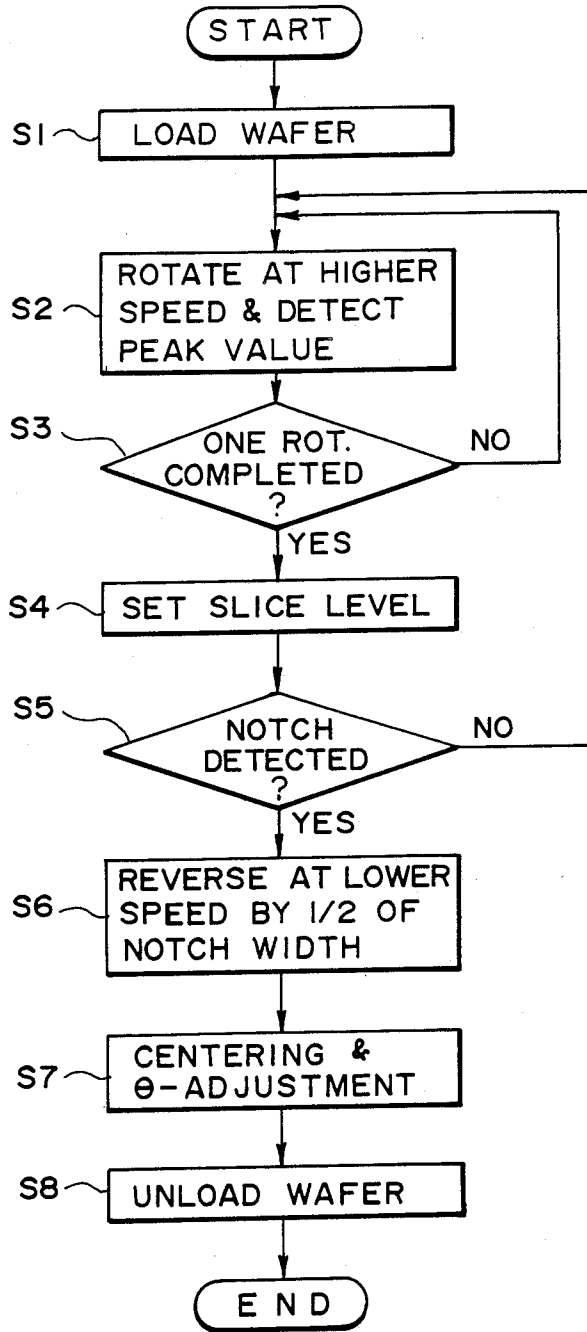 START
S1
LOAD WAFER
S2
ROTATE AT HIGHER
SPEED & DETECT
PEAK VALUE
S3
ONE ROT.
COMPLETED
?
NO
YES
S4
SET SLICE LEVEL
S5
NOTCH
DETECTED
?
NO
YES
S6
REVERSE AT LOWER
SPEED BY 1/2 OF
NOTCH WIDTH
S7
CENTERING &
θ-ADJUSTMENT
S8
UNLOAD WAFER
END